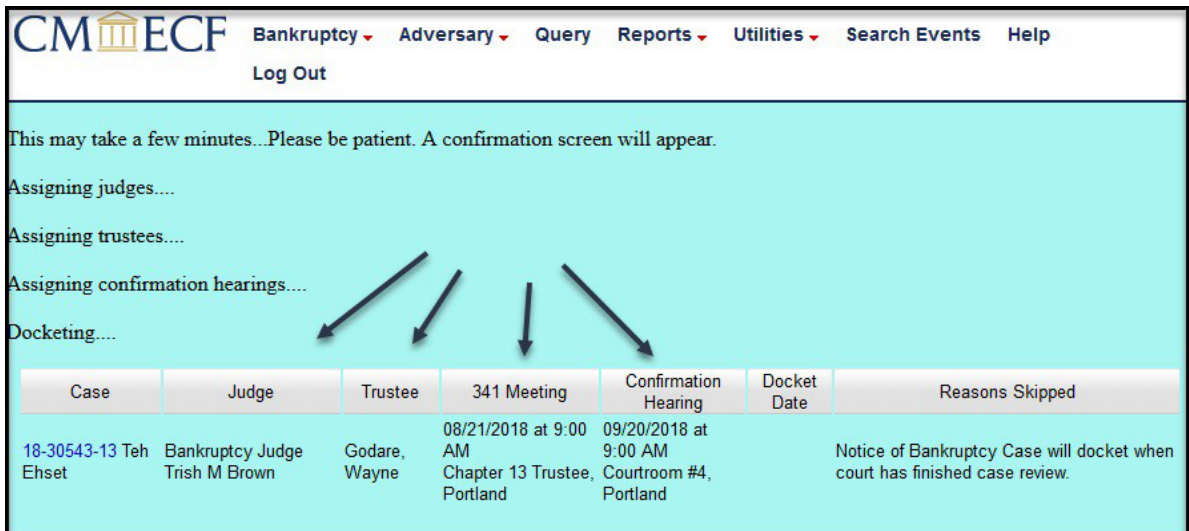 CM ECF Bankruptcy Adversary Query Reports Utilities Search Events Help
Log Out
This may take a few minutes...Please be patient. A confirmation screen will appear.
Assigning judges....
Assigning trustees....
Assigning confirmation hearings....
Docketing....
Case Judge Trustee 341 Meeting Confirmation Hearing Docket Date Reasons Skipped
18-30543-13 Teh Ehset
Bankruptcy Judge
Trish M Brown
Godare,
Wayne
08/21/2018 at 9:00
AM
Chapter 13 Trustee,
Portland
09/20/2018 at
9:00 AM
Courtroom #4,
Portland
Notice of Bankruptcy Case will docket when
court has finished case review.